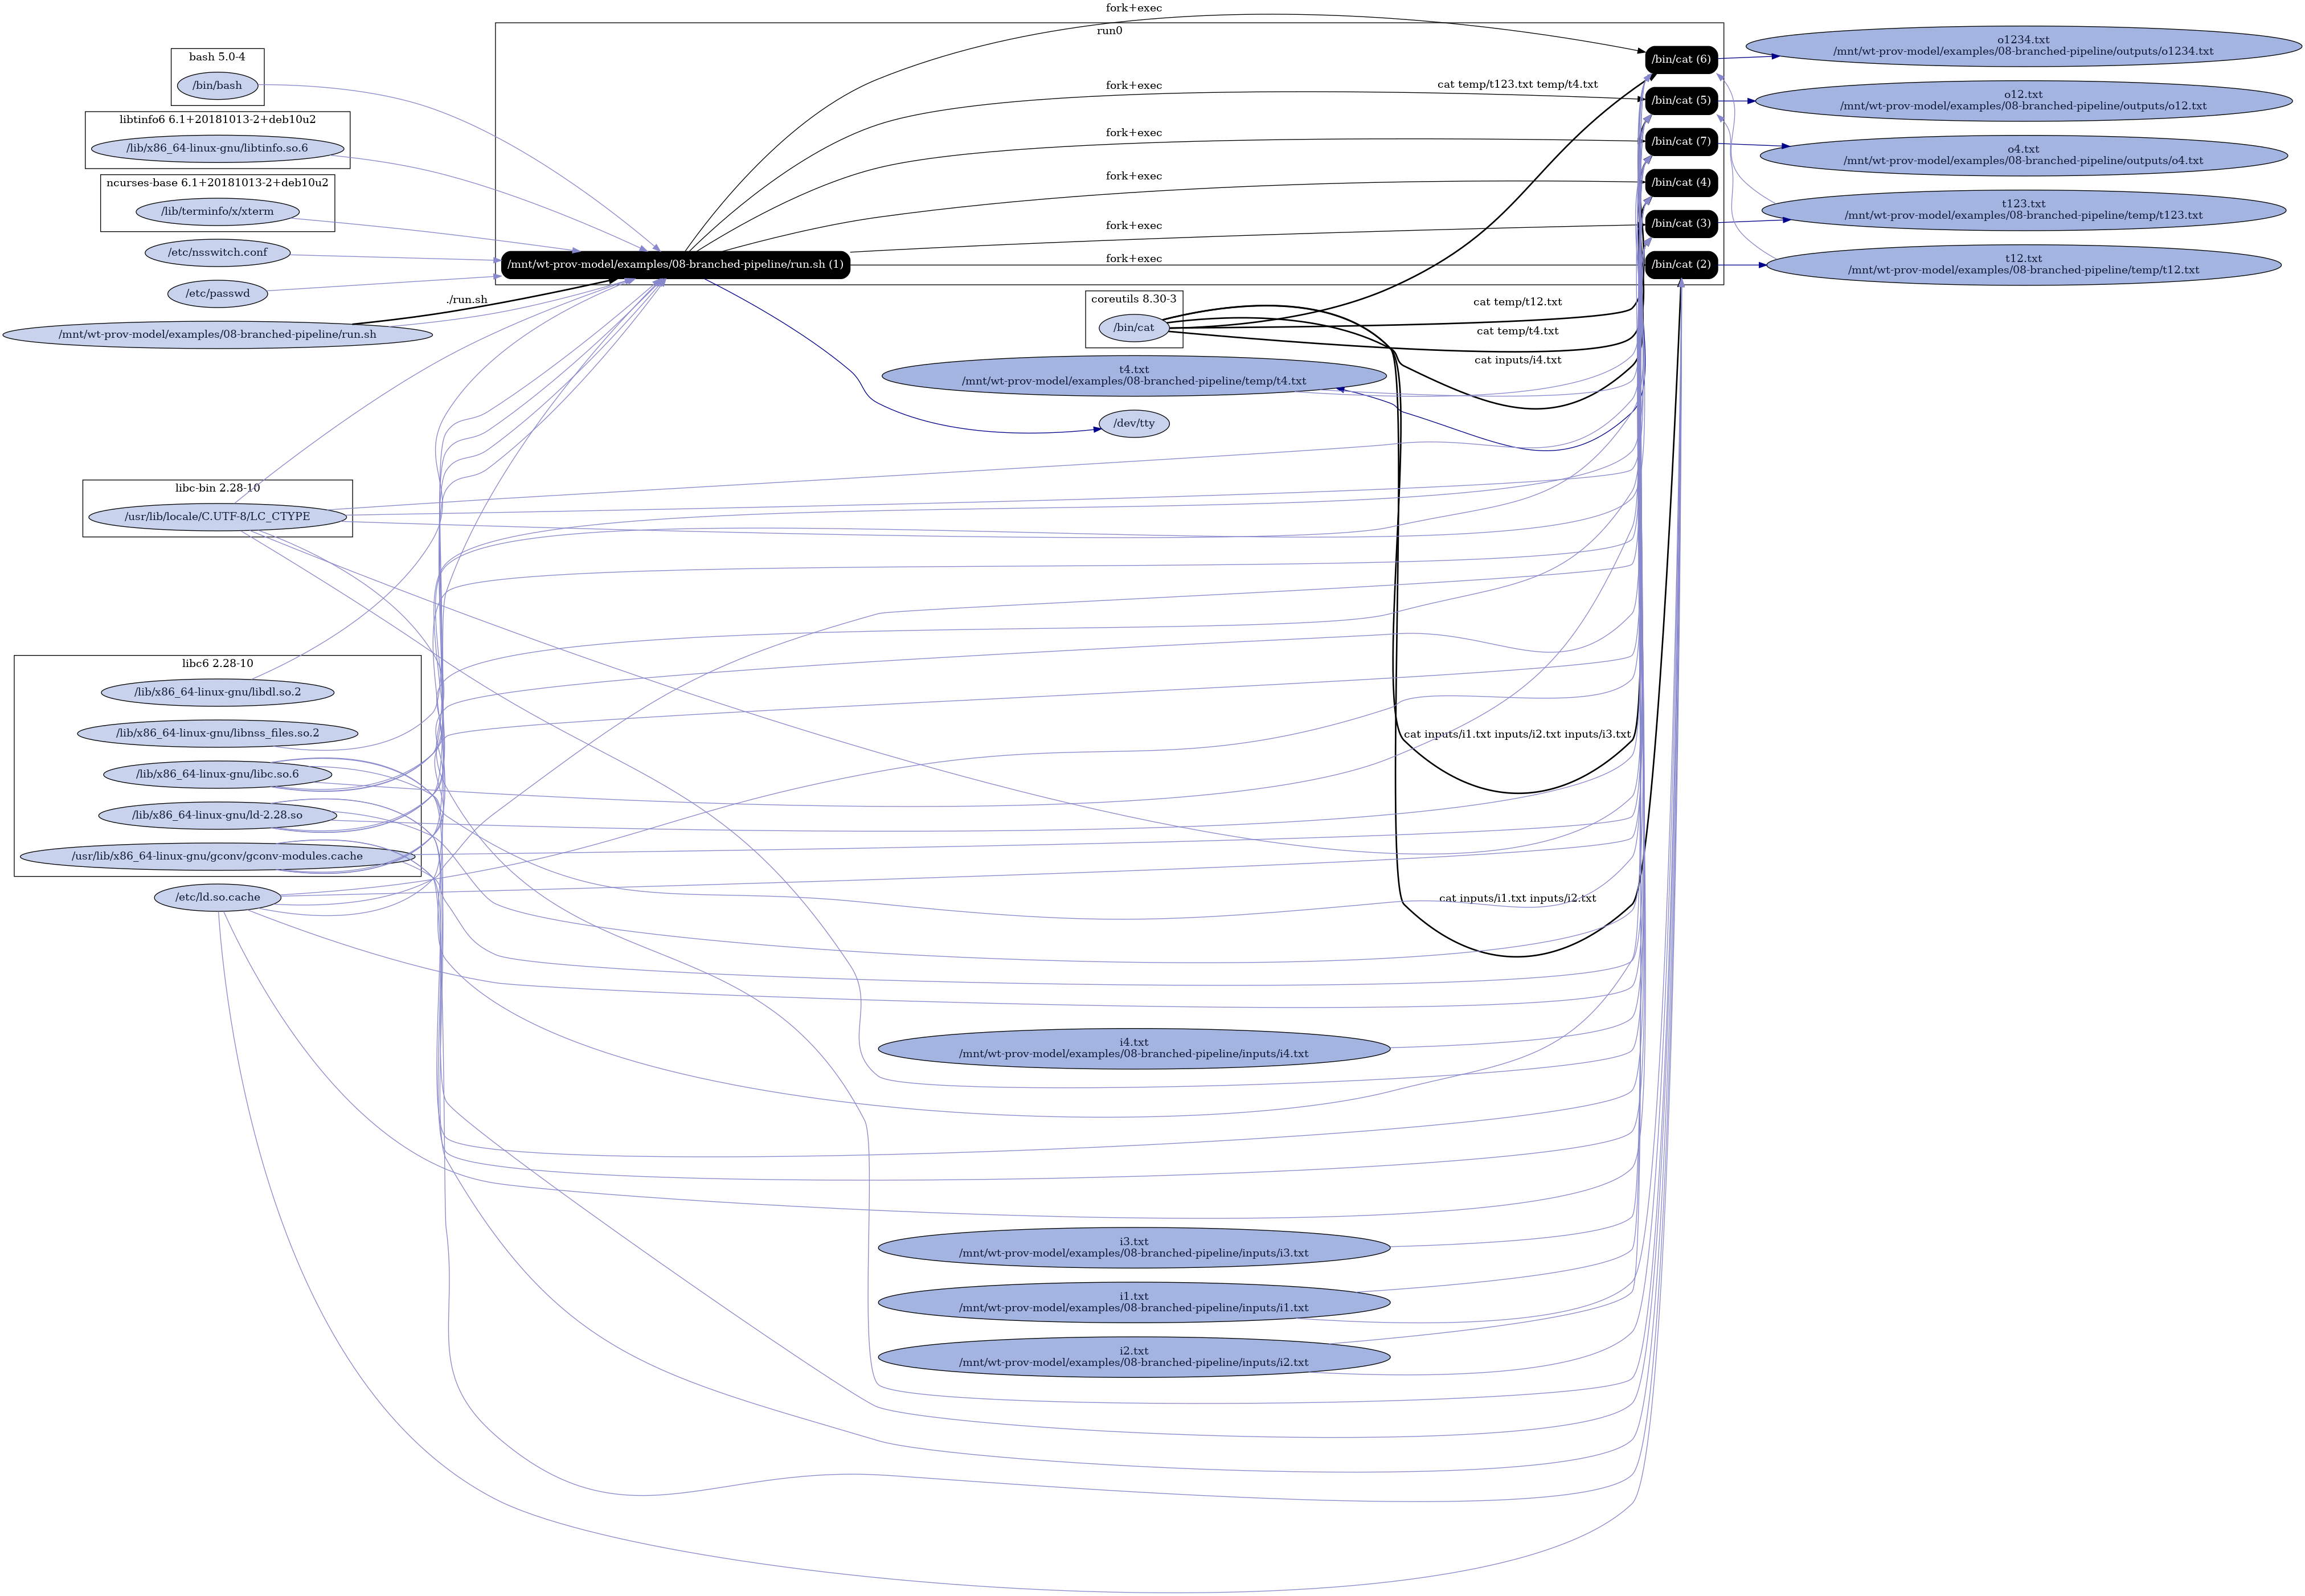 fork+exec
run0
/bin/cat (6)
o1234.txt
/mnt/wt-prov-model/examples/08-branched-pipeline/outputs/o1234.txt
bash 5.0-4
/bin/bash
fork+exec
cat temp/t123.txt temp/t4.txt
/bin/cat (5)
o12.txt
/mnt/wt-prov-model/examples/08-branched-pipeline/outputs/o12.txt
libtinfo6 6.1+20181013-2+deb10u2
/lib/x86_64-linux-gnu/libtinfo.so.6
fork+exec
/bin/cat (7)
o4.txt
/mnt/wt-prov-model/examples/08-branched-pipeline/outputs/o4.txt
ncurses-base 6.1+20181013-2+deb10u2
/lib/terminfo/x/xterm
fork+exec
/bin/cat (4)
t123.txt
/mnt/wt-prov-model/examples/08-branched-pipeline/temp/t123.txt
fork+exec
/bin/cat (3)
/etc/nsswitch.conf
/mnt/wt-prov-model/examples/08-branched-pipeline/run.sh (1)
fork+exec
/bin/cat (2)
t12.txt
/mnt/wt-prov-model/examples/08-branched-pipeline/temp/t12.txt
/etc/passwd
./run.sh
coreutils 8.30-3
/bin/cat
cat temp/t12.txt
/mnt/wt-prov-model/examples/08-branched-pipeline/run.sh
cat temp/t4.txt
cat inputs/i4.txt
t4.txt
/mnt/wt-prov-model/examples/08-branched-pipeline/temp/t4.txt
/dev/tty
libc-bin 2.28-10
/usr/lib/locale/C.UTF-8/LC_CTYPE
libc6 2.28-10
/lib/x86_64-linux-gnu/libdl.so.2
/lib/x86_64-linux-gnu/libnss_files.so.2
cat inputs/i1.txt inputs/i2.txt inputs/i3.txt
/lib/x86_64-linux-gnu/libc.so.6
/lib/x86_64-linux-gnu/ld-2.28.so
/usr/lib/x86_64-linux-gnu/gconv/gconv-modules.cache
/etc/ld.so.cache
cat inputs/i1.txt inputs/i2.txt
i4.txt
/mnt/wt-prov-model/examples/08-branched-pipeline/inputs/i4.txt
i3.txt
/mnt/wt-prov-model/examples/08-branched-pipeline/inputs/i3.txt
i1.txt
/mnt/wt-prov-model/examples/08-branched-pipeline/inputs/i1.txt
i2.txt
/mnt/wt-prov-model/examples/08-branched-pipeline/inputs/i2.txt